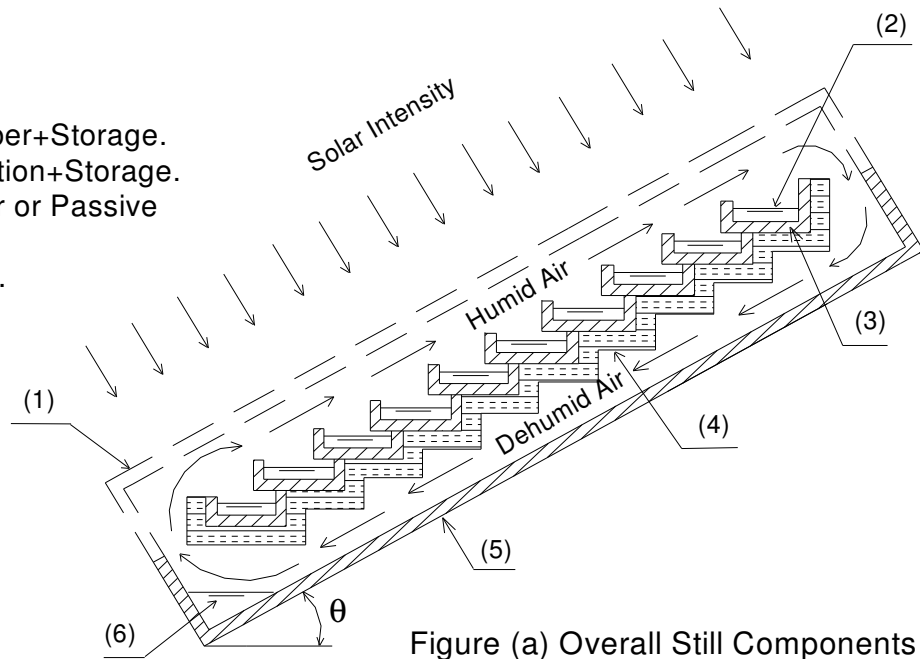 (2)
Solar Intensity
per+Storage.
tion+Storage.
r or Passive
.
Humid Air
(3)
(1)
Dehumid Air
(4)
(5)
θ
(6)
Figure (a) Overall Still Components